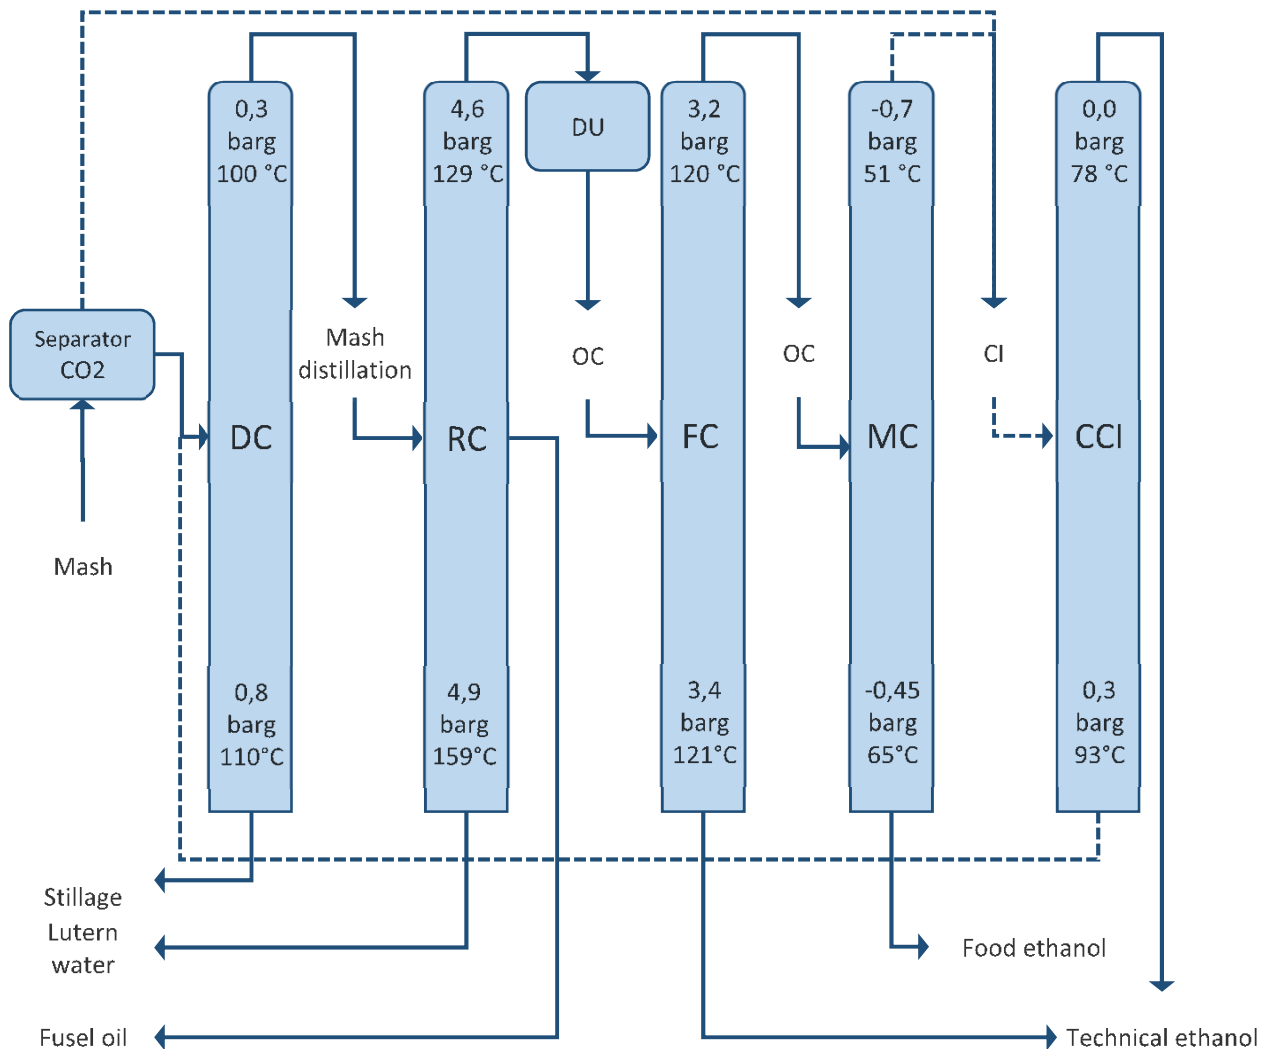 0,3
barg
100 °C
4,6
barg
129 °C
DU
3,2
barg
120 °C
-0,7
barg
51 °C
0,0
barg
78 °C
Separator
CO2
Mash
distillation
OC
OC
CI
DC
RC
FC
MC
CCI
Mash
0,8
barg
110°C
4,9
barg
159°C
3,4
barg
121°C
-0,45
barg
65°C
0,3
barg
93°C
Stillage
Lutern
water
Food ethanol
Fusel oil
Technical ethanol